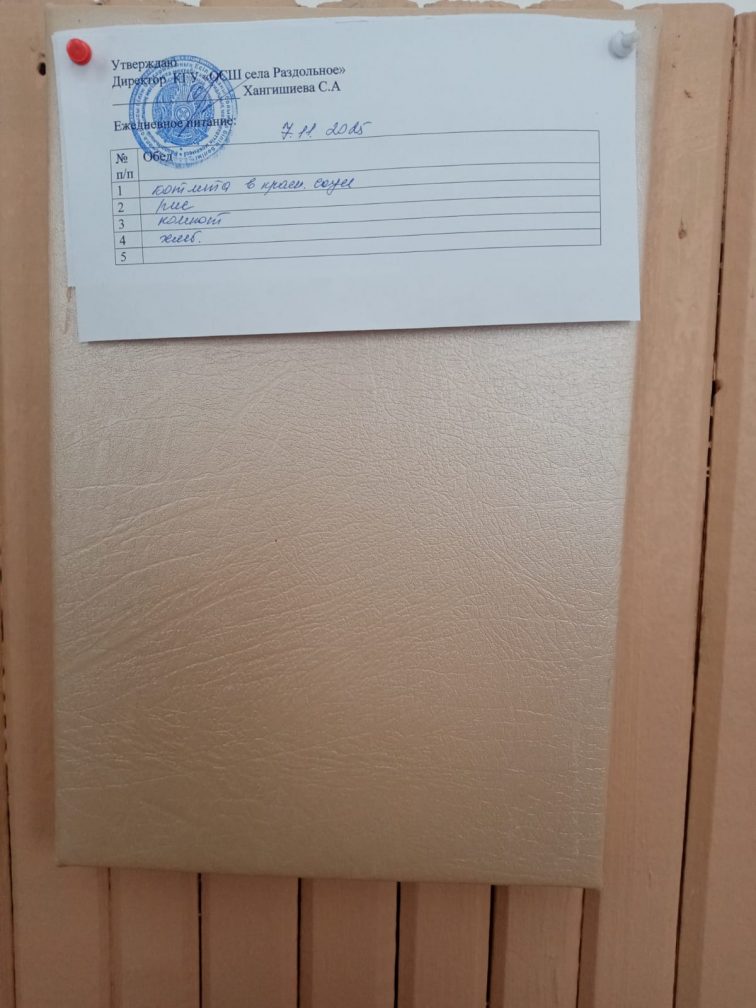 Утверждаю
Директор КГУ «ОСШ села Раздольное»
Хангишиева С.А
Ежедневное питание: 7.11.2025
№ п/п Обед
1 котлета в красн. соусе
2 рис
3 компот
4 хлеб.
5